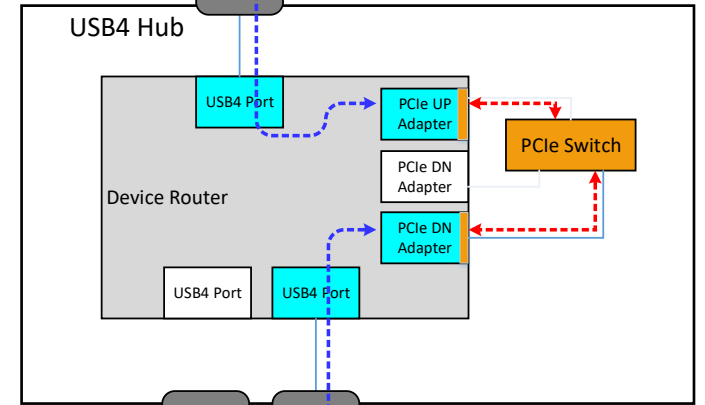 USB4 Hub
USB4 Port
PCIe UP
Adapter
PCIe Switch
PCIe DN
Adapter
Device Router
PCIe DN
Adapter
USB4 Port
USB4 Port